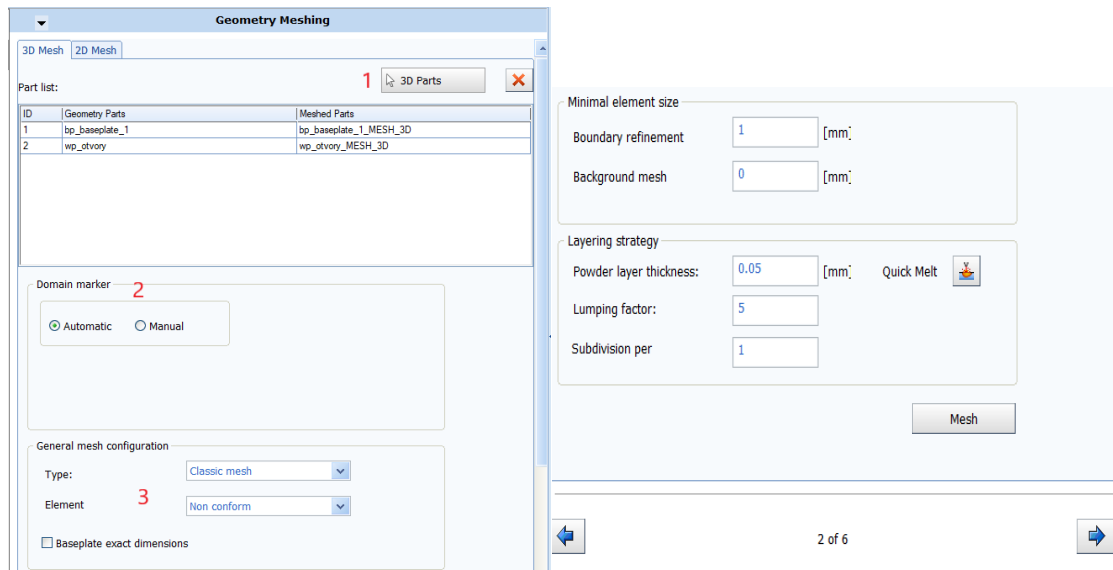 Geometry Meshing
3D Mesh 2D Mesh
1 3D Parts
Part list:
ID Geometry Parts Meshed Parts
1 bp_baseplate_1 bp_baseplate_1_MESH_3D
2 wp_otvory wp_otvory_MESH_3D
Domain marker
2
Automatic Manual
General mesh configuration
Type: Classic mesh
Element Non conform
3
Baseplate exact dimensions
Minimal element size
Boundary refinement 1 [mm]
Background mesh 0 [mm]
Layering strategy
Powder layer thickness: 0.05 [mm] Quick Melt
Lumping factor: 5
Subdivision per 1
Mesh
2 of 6